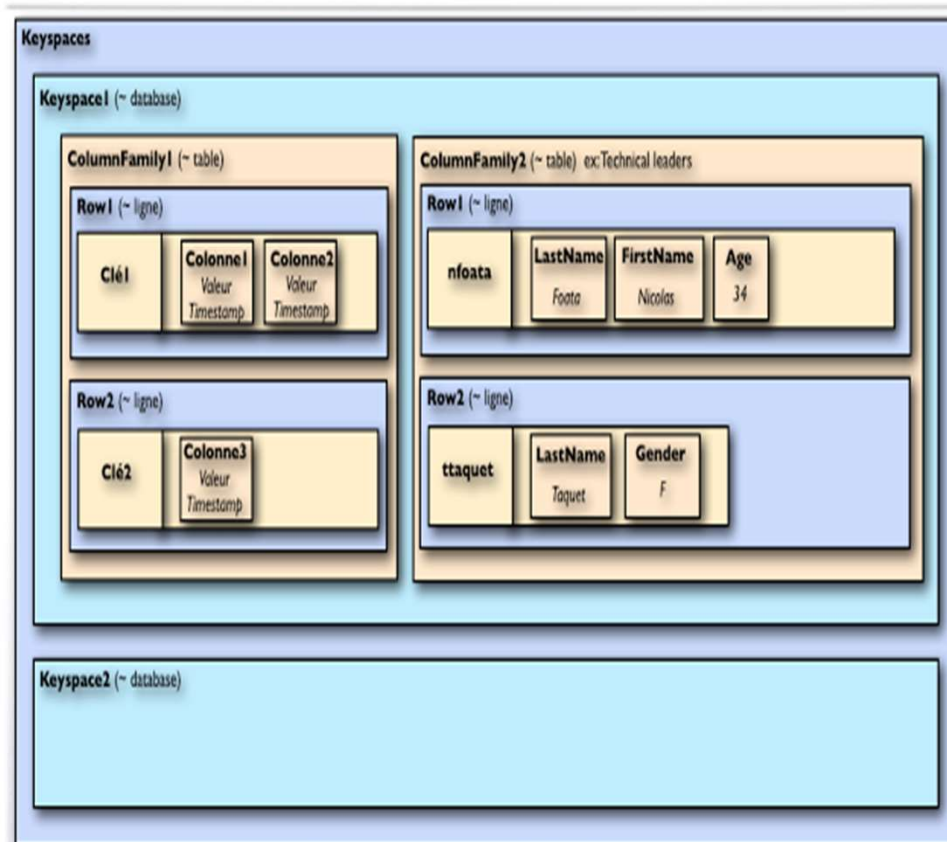 Keyspaces
Keyspace1 (~ database)
ColumnFamily1 (~ table)
Row1 (~ ligne)
Clé1
Colonne1
Valeur
Timestamp
Colonne2
Valeur
Timestamp
Row2 (~ ligne)
Clé2
Colonne3
Valeur
Timestamp
ColumnFamily2 (~ table) ex: Technical leaders
Row1 (~ ligne)
nfoata
LastName
Foata
FirstName
Nicolas
Age
34
Row2 (~ ligne)
ttaquet
LastName
Taquet
Gender
F
Keyspace2 (~ database)